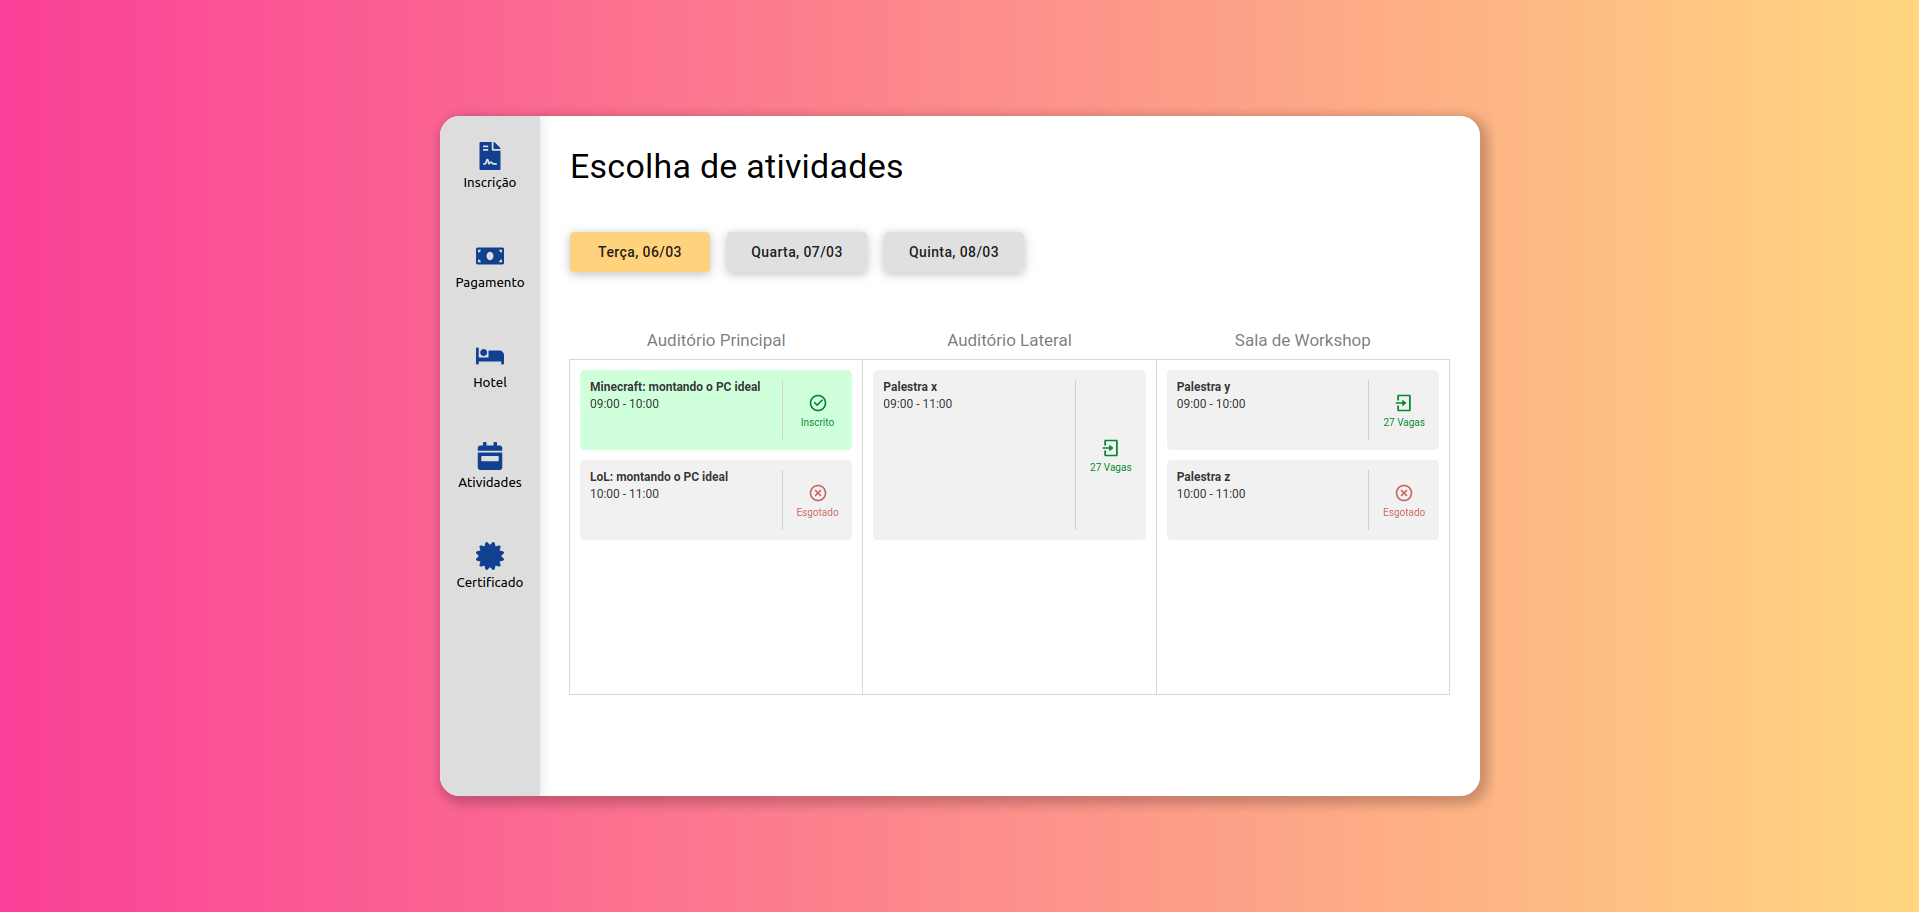 Inscrição
Pagamento
Hotel
Atividades
Certificado
Escolha de atividades
Terça, 06/03
Quarta, 07/03
Quinta, 08/03
Auditório Principal
Minecraft: montando o PC ideal
09:00 - 10:00
Inscrito
LoL: montando o PC ideal
10:00 - 11:00
Esgotado
Auditório Lateral
Palestra x
09:00 - 11:00
27 Vagas
Sala de Workshop
Palestra y
09:00 - 10:00
27 Vagas
Palestra z
10:00 - 11:00
Esgotado